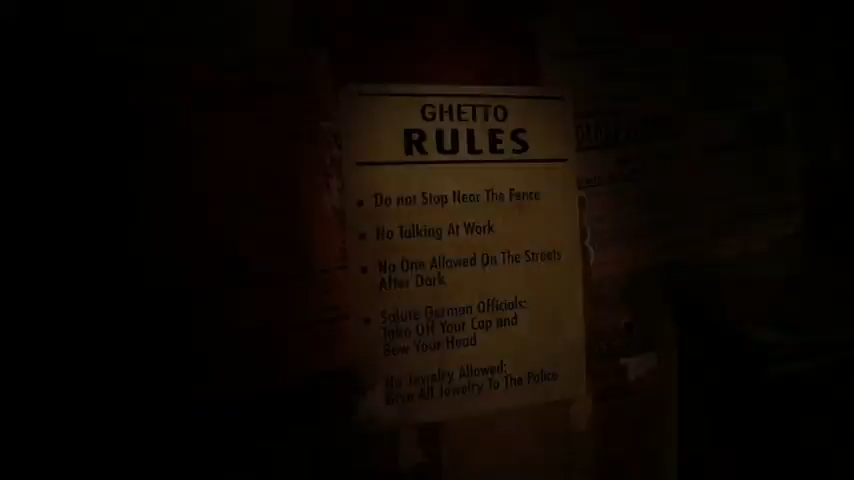 GHETTO
RULES
• Do not Stop Near The Fence
• No Talking At Work
• No One Allowed On The Streets
After Dark
• Salute German Officials:
Take Off Your Cap and
Bow Your Head
No Jewelry Allowed:
Give All Jewelry To The Police